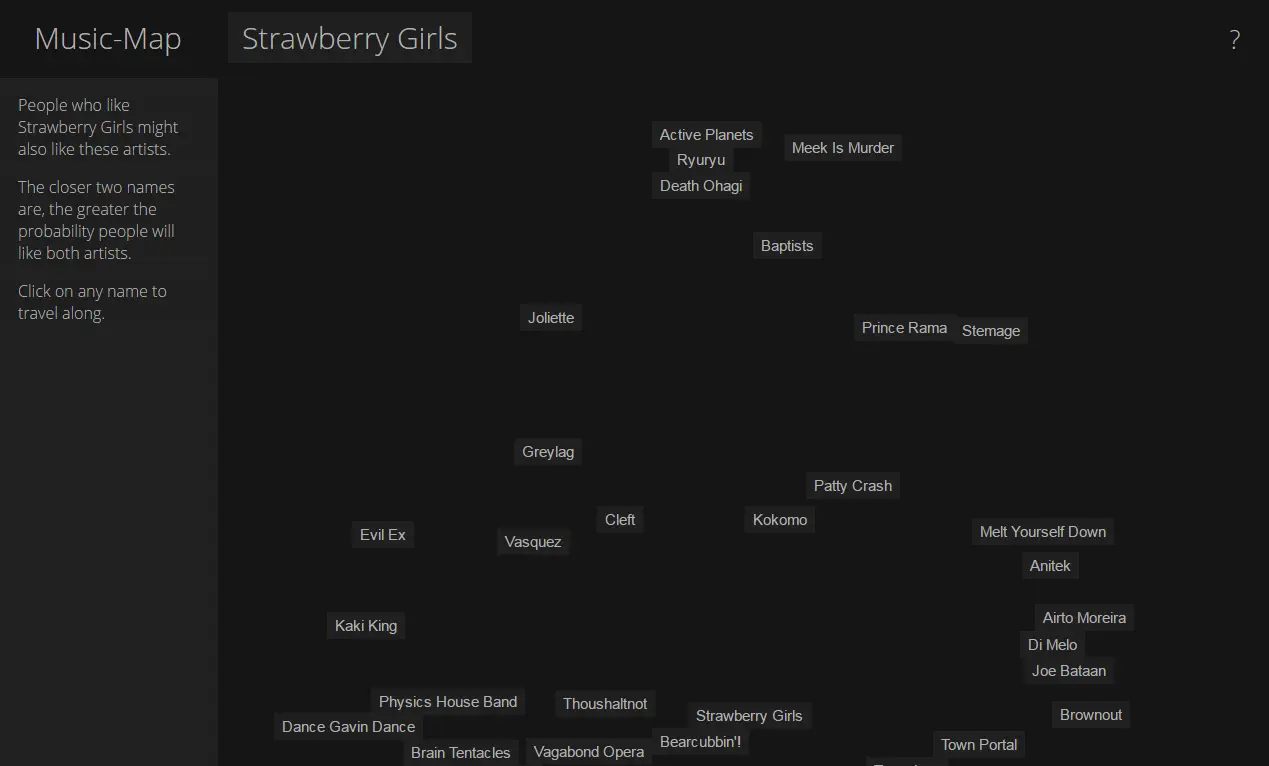 Music-Map
Strawberry Girls
?
People who like
Strawberry Girls might
also like these artists.
The closer two names
are, the greater the
probability people will
like both artists.
Click on any name to
travel along.
Active Planets
Meek Is Murder
Ryuryu
Death Ohagi
Baptists
Joliette
Prince Rama
Stemage
Greylag
Patty Crash
Cleft
Kokomo
Evil Ex
Vasquez
Melt Yourself Down
Anitek
Airto Moreira
Kaki King
Di Melo
Joe Bataan
Physics House Band
Thoushaltnot
Strawberry Girls
Brownout
Dance Gavin Dance
Bearcubbin'!
Town Portal
Brain Tentacles
Vagabond Opera